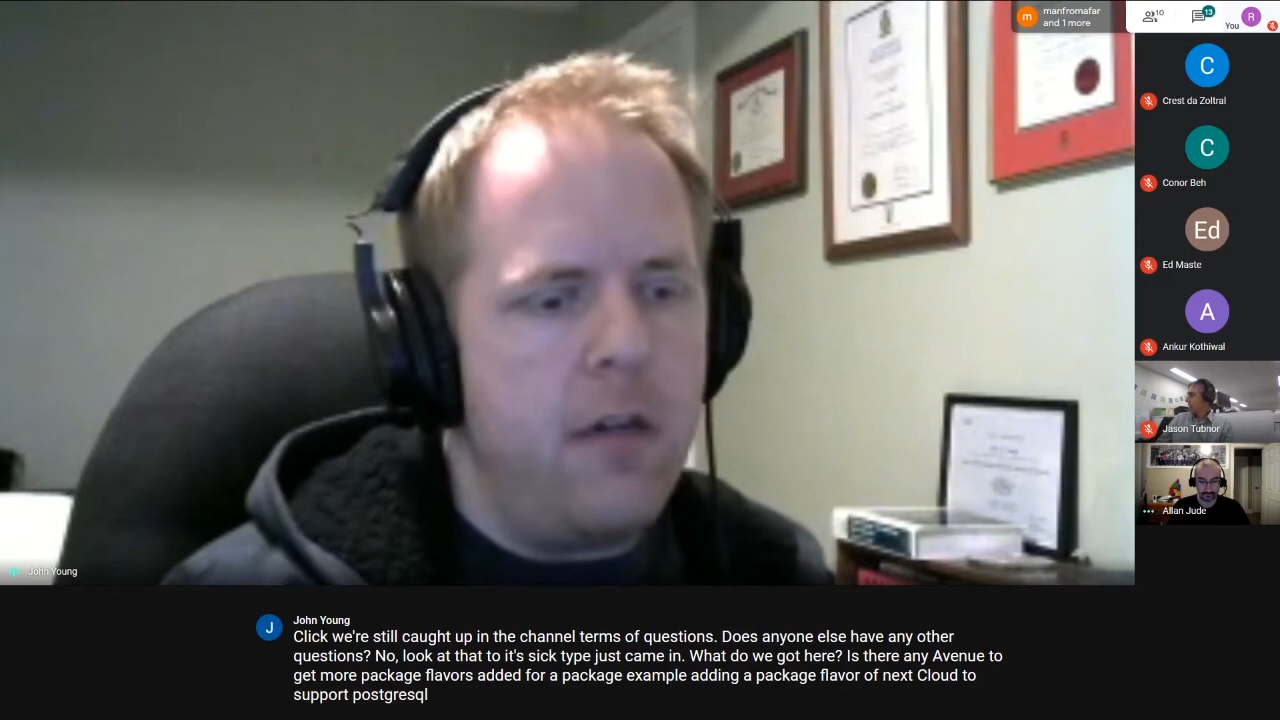 manfromafar
and 1 more
10
13
m
You
R
C
Crest da Zoltral
C
Conor Beh
Ed
Ed Maste
A
Ankur Kothiwal
Jason Tubnor
Allan Jude
John Young
J
John Young
Click we're still caught up in the channel terms of questions. Does anyone else have any other
questions? No, look at that to it's sick type just came in. What do we got here? Is there any Avenue to
get more package flavors added for a package example adding a package flavor of next Cloud to
support postgresql